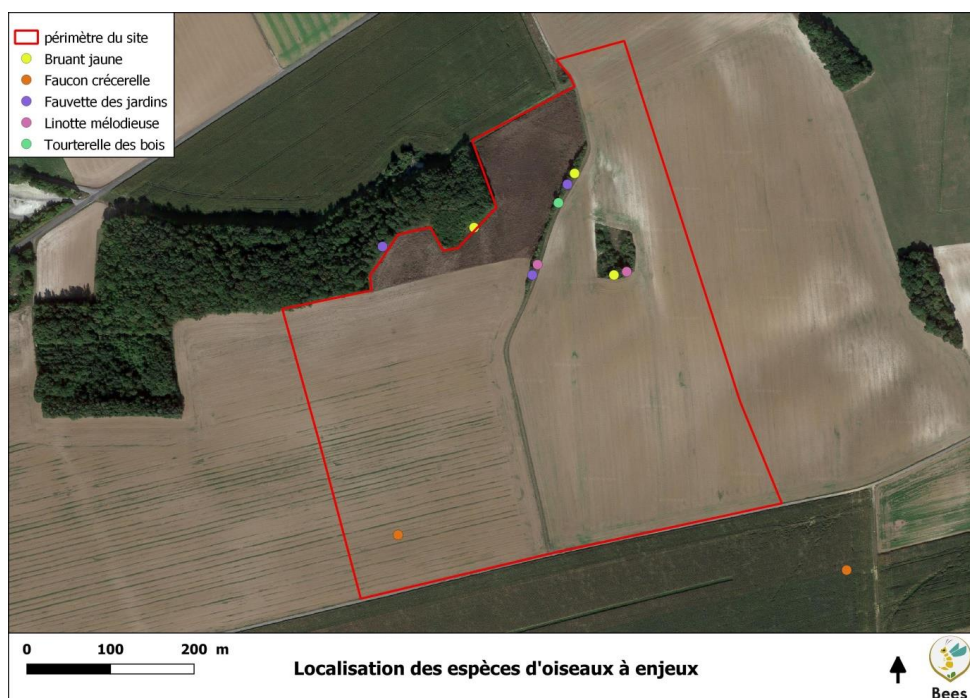 périmètre du site
Bruant jaune
Faucon crécerelle
Fauvette des jardins
Linotte mélodieuse
Tourterelle des bois
0 100 200 m
Localisation des espèces d'oiseaux à enjeux
Bees